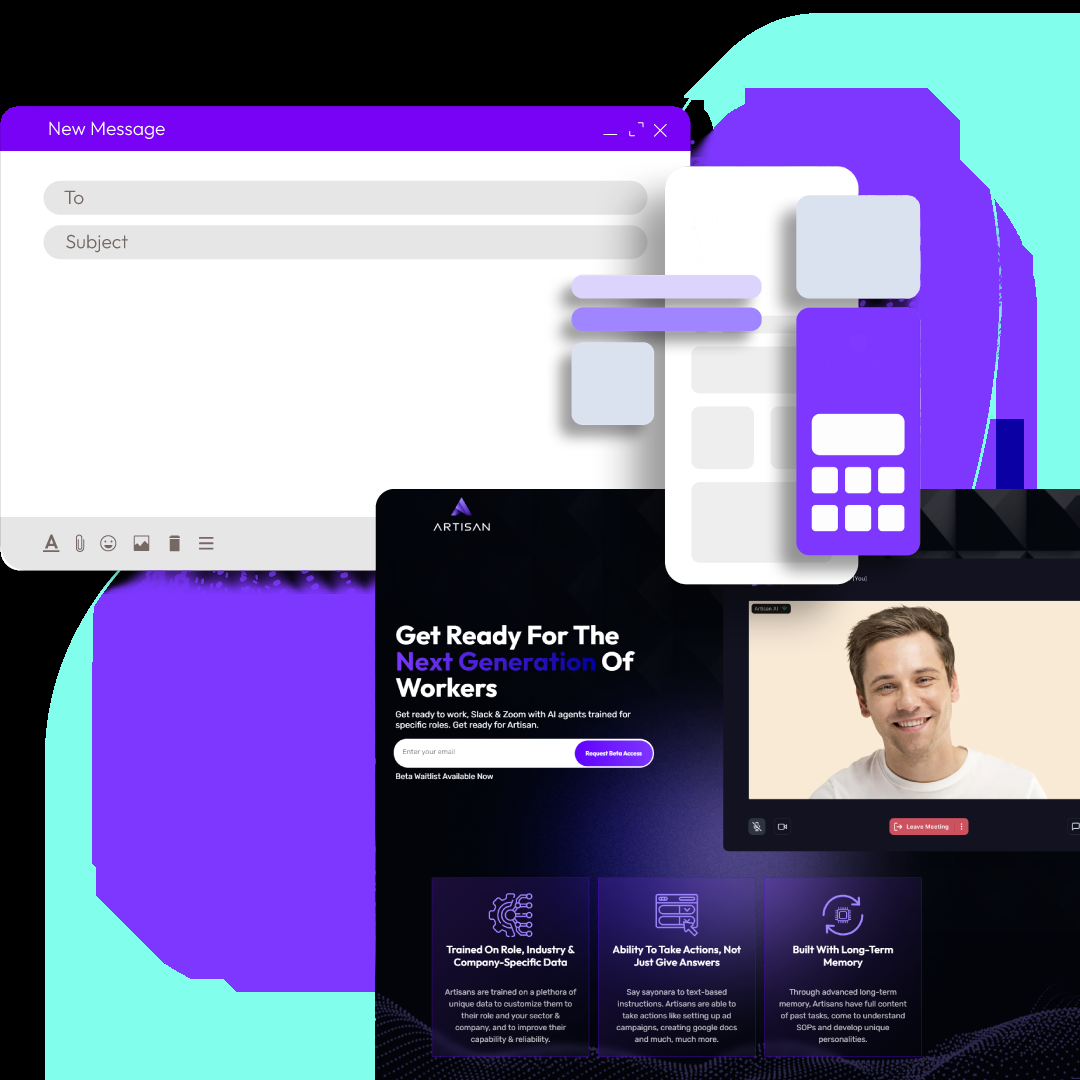 New Message
To
Subject
A
ARTISAN
[You]
Artisan AI
Get Ready For The
Next Generation Of
Workers
Get ready to work, Slack & Zoom with AI agents trained for
specific roles. Get ready for Artisan.
Enter your email
Request Beta Access
Beta Waitlist Available Now
Leave Meeting
Trained On Role, Industry &
Company-Specific Data
Artisans are trained on a plethora of
unique data to customize them to
their role and your sector &
company, and to improve their
capability & reliability.
Ability To Take Actions, Not
Just Give Answers
Say sayonara to text-based
instructions. Artisans are able to
take actions like setting up ad
campaigns, creating google docs
and much, much more.
Built With Long-Term
Memory
Through advanced long-term
memory, Artisans have full context
of past tasks, come to understand
SOPs and develop unique
personalities.